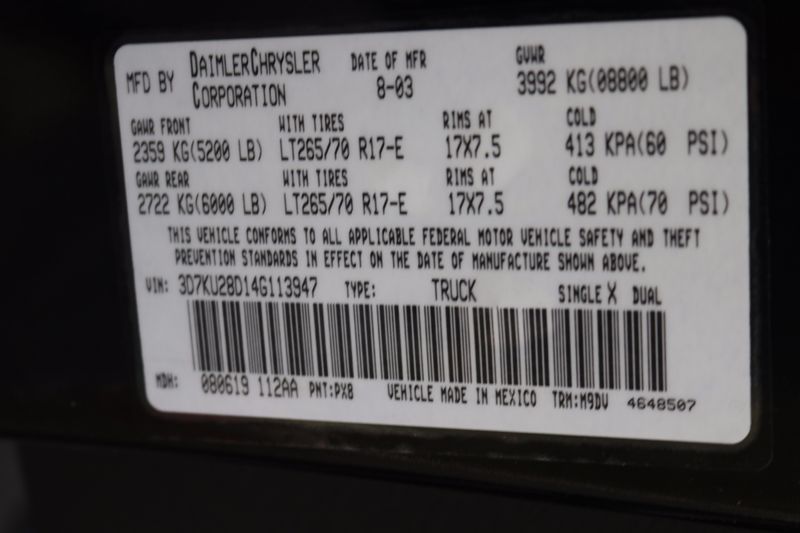 MFD BY DAIMLERCHRYSLER CORPORATION DATE OF MFR 8-03 GVWR 3992 KG(08800 LB)
GAWR FRONT WITH TIRES RIMS AT COLD
2359 KG(5200 LB) LT265/70 R17-E 17X7.5 413 KPA(60 PSI)
GAWR REAR WITH TIRES RIMS AT COLD
2722 KG(6000 LB) LT265/70 R17-E 17X7.5 482 KPA(70 PSI)
THIS VEHICLE CONFORMS TO ALL APPLICABLE FEDERAL MOTOR VEHICLE SAFETY AND THEFT
PREVENTION STANDARDS IN EFFECT ON THE DATE OF MANUFACTURE SHOWN ABOVE.
VIN: 3D7KU28D14G113947 TYPE: TRUCK SINGLE X DUAL
MDH: 080619 112AA PNT:PX8 VEHICLE MADE IN MEXICO TRM:M9DV 4648507